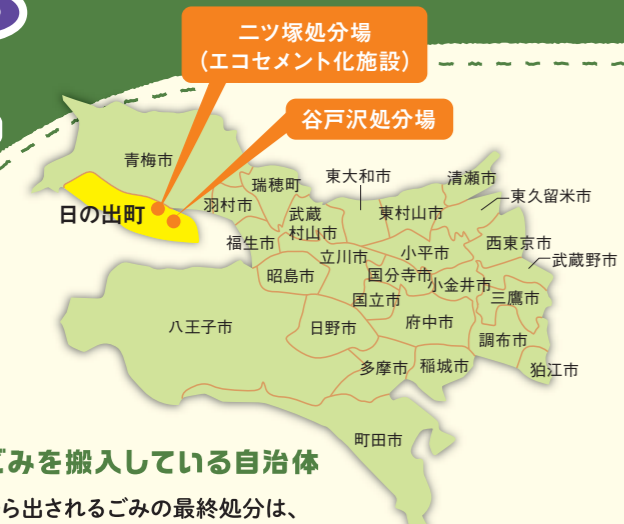 二ツ塚処分場
(エコセメント化施設)
谷戸沢処分場
青梅市
日の出町
羽村市
瑞穂町
福生市
武蔵
村山市
東大和市
東村山市
清瀬市
東久留米市
西東京市
武蔵野市
立川市
小平市
昭島市
国分寺市
小金井市
国立市
三鷹市
八王子市
日野市
府中市
調布市
多摩市
稲城市
狛江市
町田市
ごみを搬入している自治体
ら出されるごみの最終処分は、